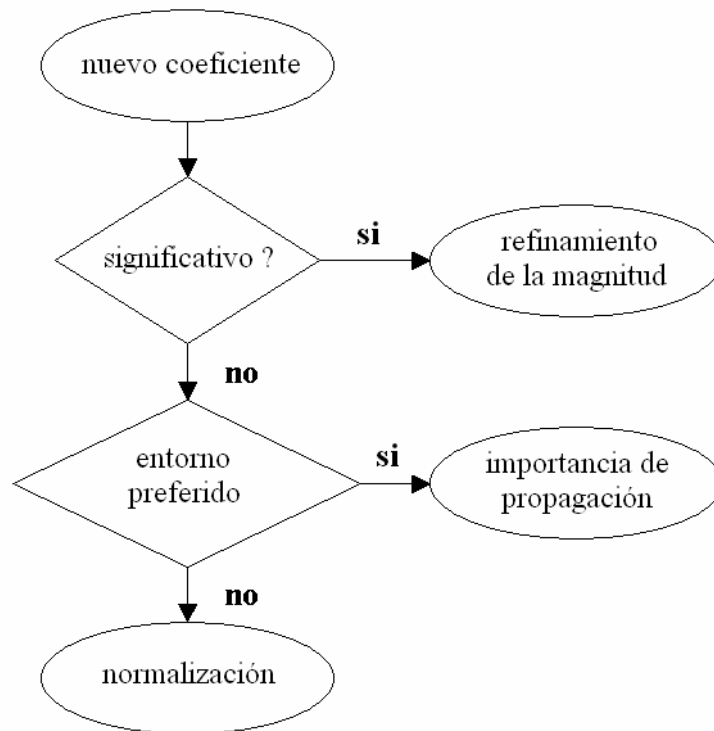 nuevo coeficiente
significativo ?
si
refinamiento
de la magnitud
no
entorno
preferido
si
importancia de
propagación
no
normalización